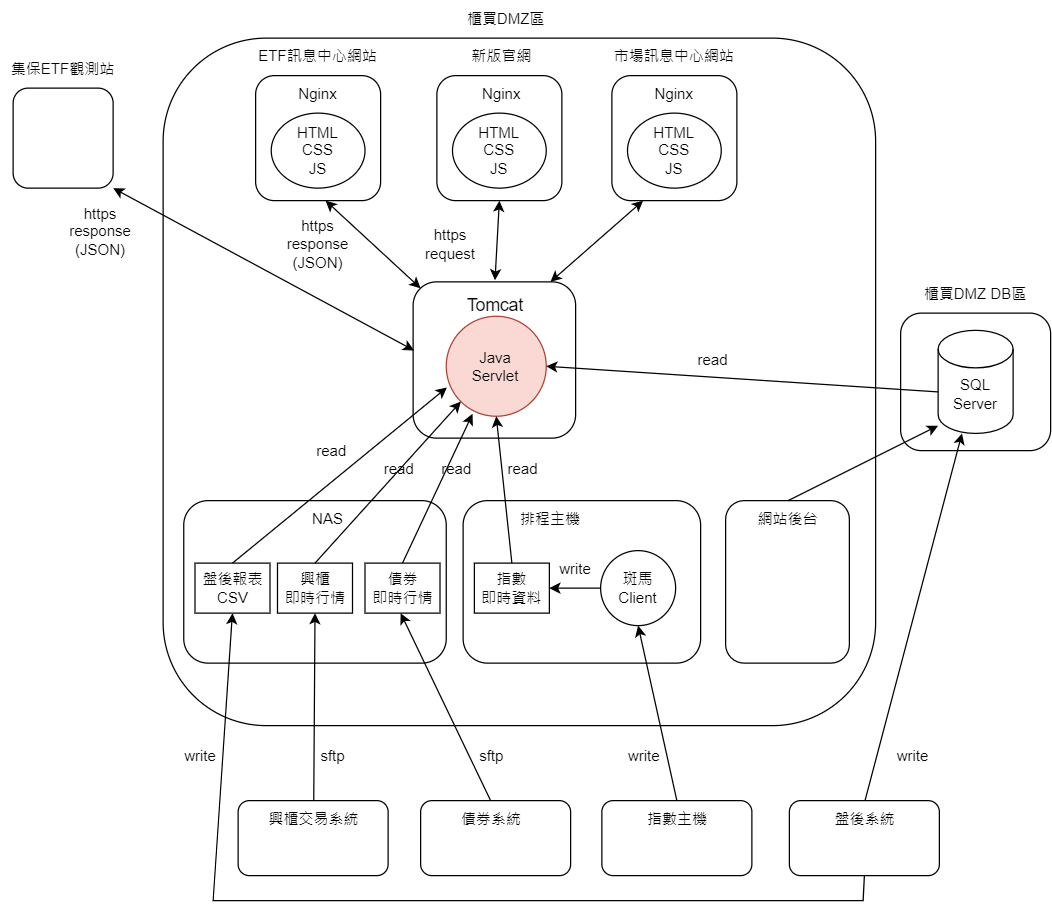 櫃買DMZ區
集保ETF觀測站
ETF訊息中心網站
新版官網
市場訊息中心網站
Nginx
HTML
CSS
JS
Nginx
HTML
CSS
JS
Nginx
HTML
CSS
JS
https
response
(JSON)
https
response
(JSON)
https
request
Tomcat
Java
Servlet
櫃買DMZ DB區
SQL
Server
read
read
read
read
read
NAS
盤後報表
CSV
興櫃
即時行情
債券
即時行情
排程主機
指數
即時資料
write
斑馬
Client
網站後台
write
sftp
sftp
write
write
興櫃交易系統
債券系統
指數主機
盤後系統